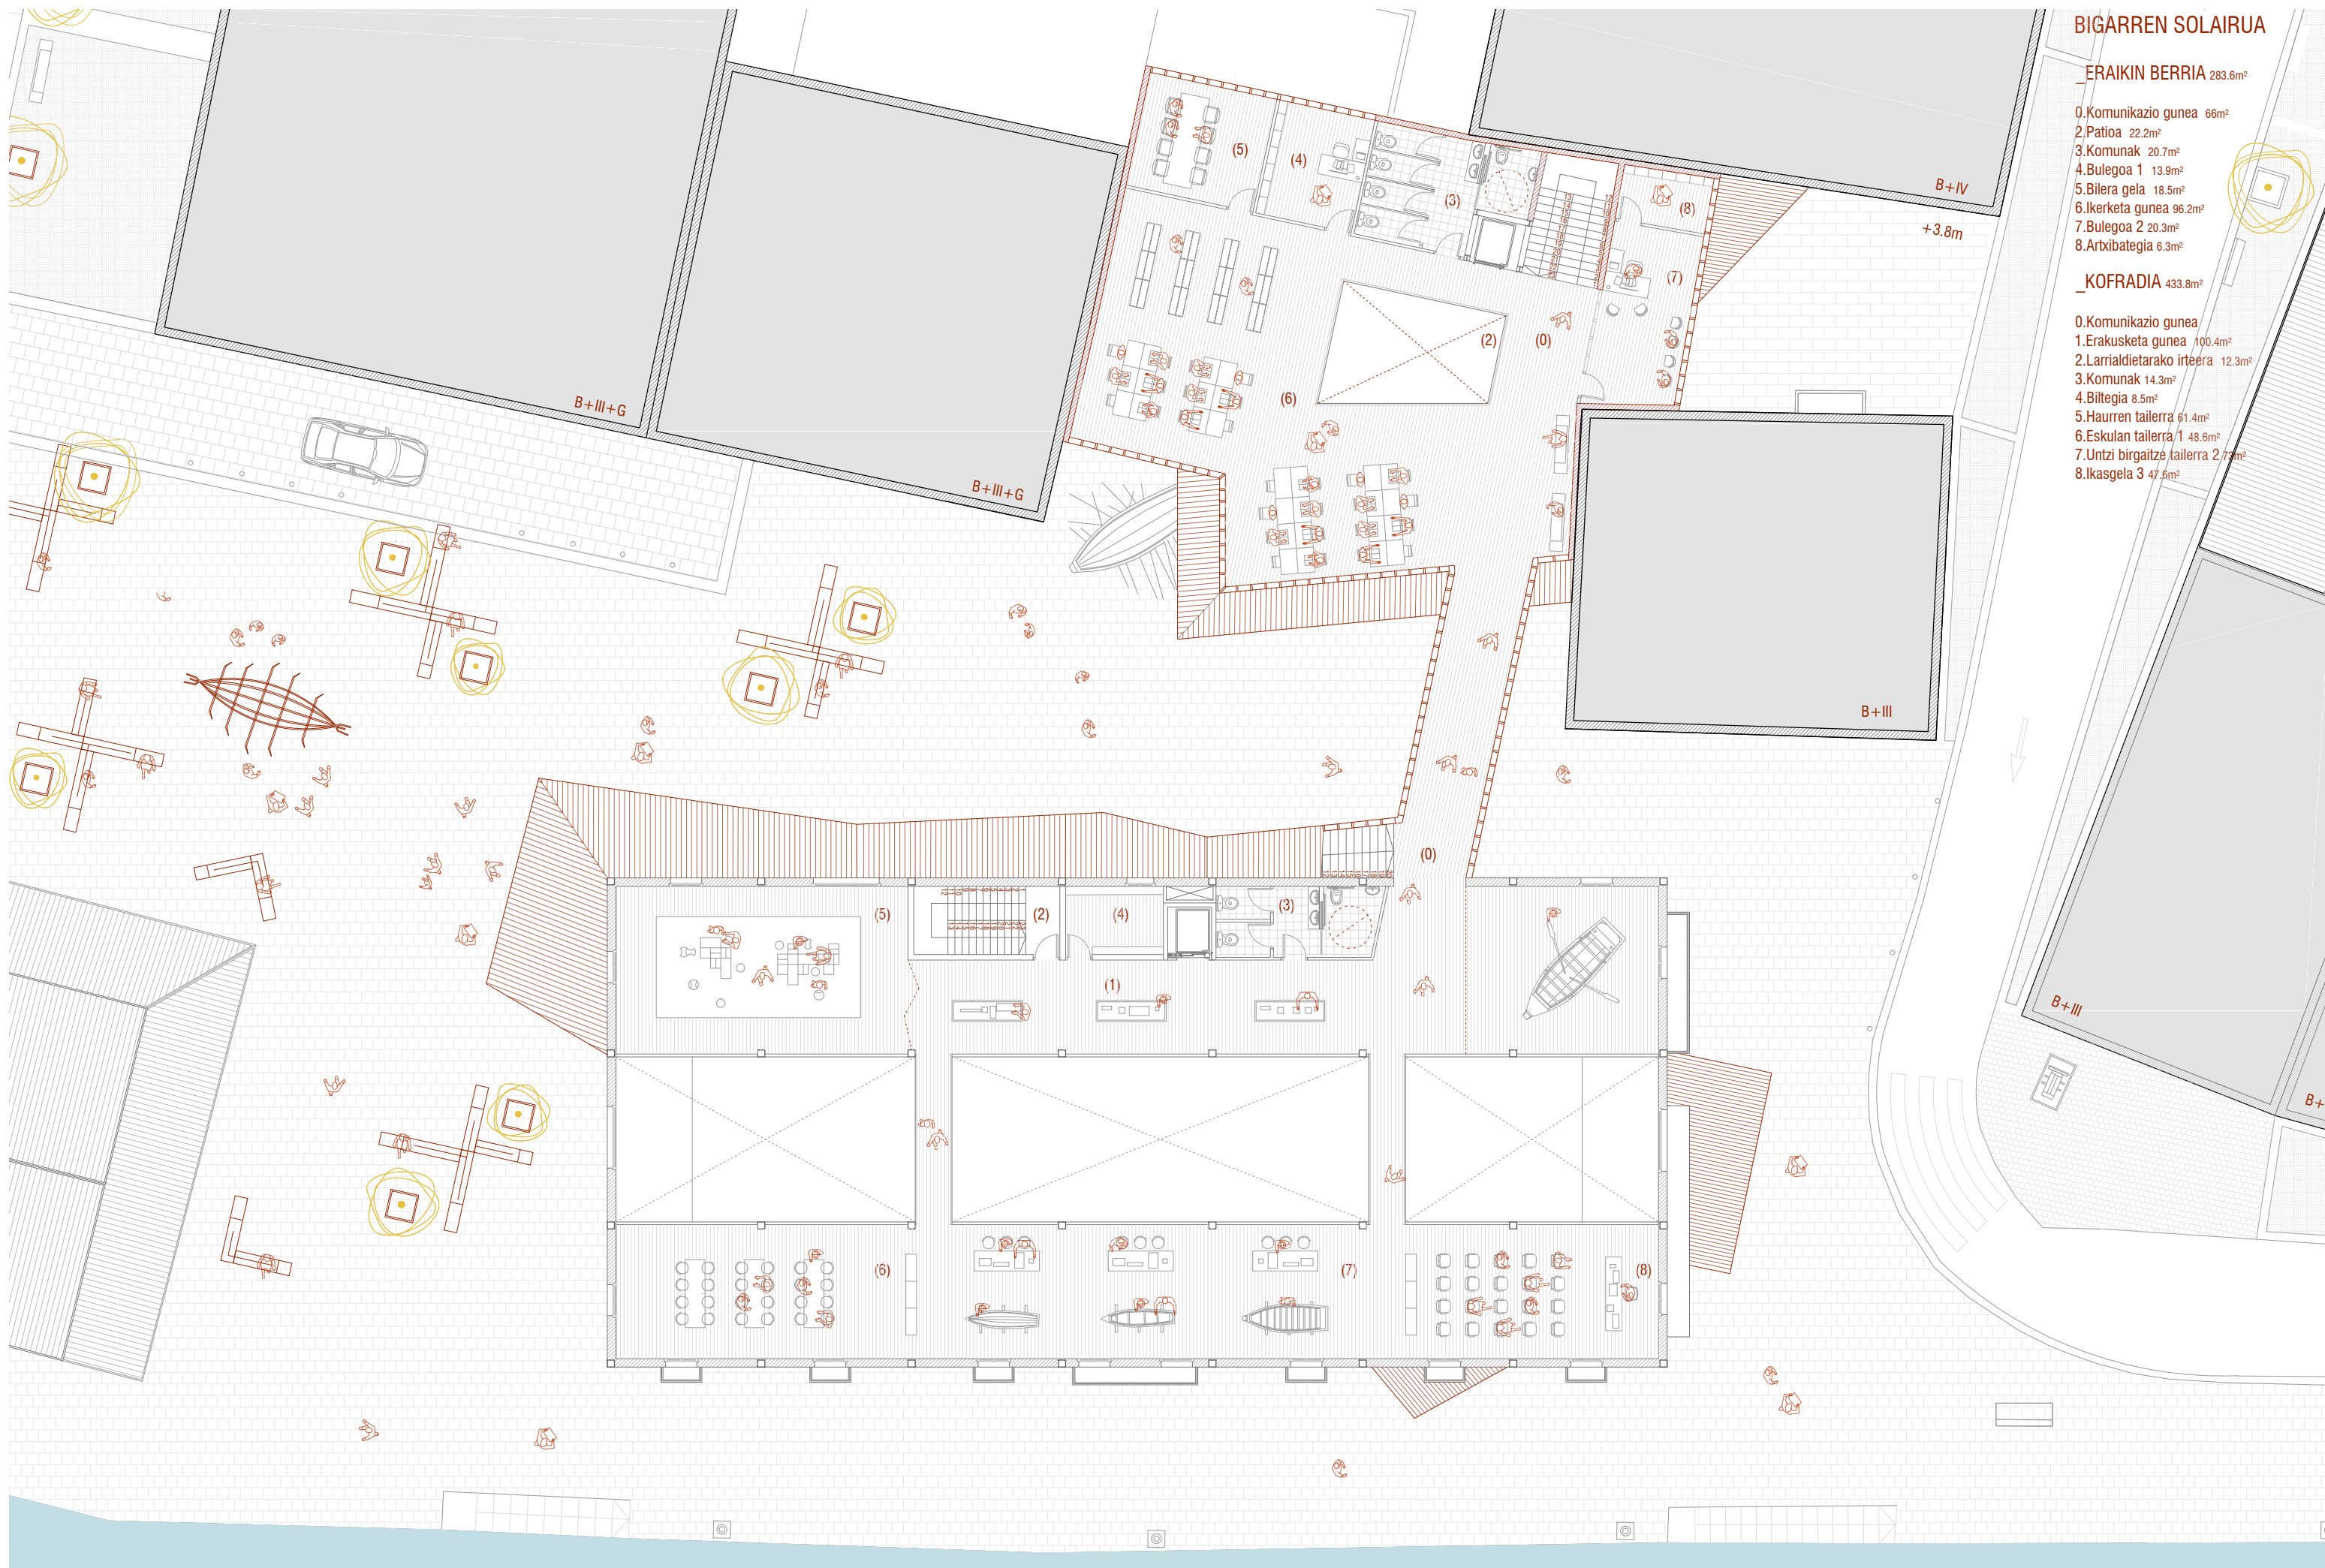 BIGARREN SOLAIRUA
_ERAIKIN BERRIA 283.6m²
0.Komunikazio gunea 66m²
2.Patioa 22.2m²
3.Komunak 20.7m²
4.Bulegoa 1 13.9m²
5.Bilera gela 18.5m²
6.Ikerketa gunea 96.2m²
7.Bulegoa 2 20.3m²
8.Artxibategia 6.3m²
_KOFRADIA 433.8m²
0.Komunikazio gunea
1.Erakusketa gunea 100.4m²
2.Larrialdietarako irteera 12.3m²
3.Komunak 14.3m²
4.Biltegia 8.5m²
5.Haurren tailerra 61.4m²
6.Eskulan tailerra 1 48.6m²
7.Untzi birgaitze tailerra 2 73m²
8.Ikasgela 3 47.6m²
(5)
(4)
(3)
(8)
B+IV
+3.8m
(7)
(2)
(0)
(6)
B+III+G
B+III+G
B+III
(0)
(5)
(2)
(4)
(3)
(1)
B+III
B+
(6)
(7)
(8)